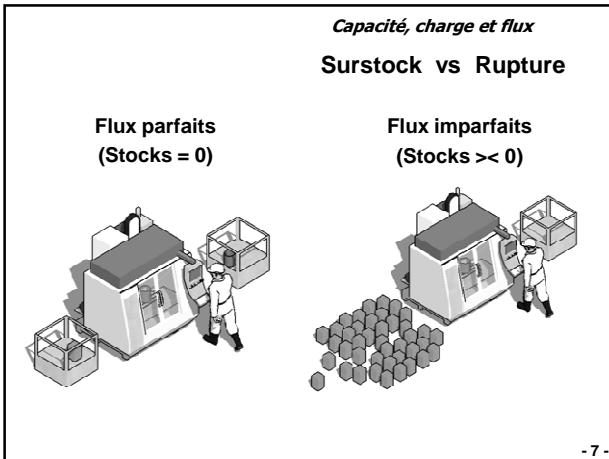 Capacité, charge et flux
Surstock vs Rupture
Flux parfaits
(Stocks = 0)
Flux imparfaits
(Stocks >< 0)
- 7 -